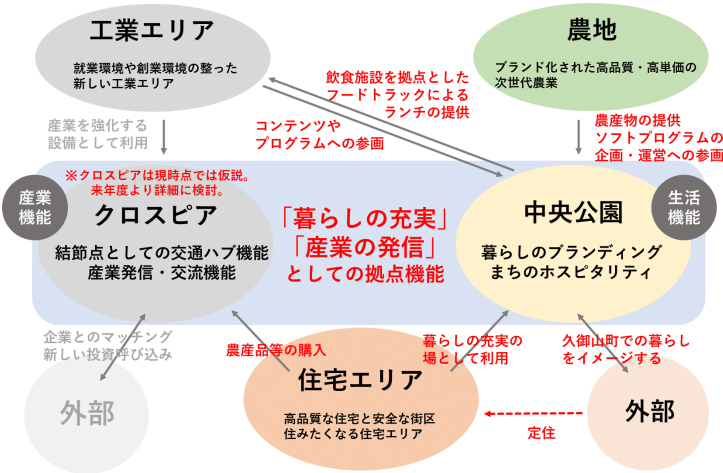 工業エリア
就業環境や創業環境の整った
新しい工業エリア
農地
ブランド化された高品質・高単価の
次世代農業
飲食施設を拠点とした
フードトラックによる
ランチの提供
コンテンツや
プログラムへの参画
産業を強化する
設備として利用
農産物の提供
ソフトプログラムの
企画・運営への参画
※クロスピアは現時点では仮説。
来年度より詳細に検討。
産業
機能
クロスピア
結節点としての交通ハブ機能
産業発信・交流機能
「暮らしの充実」
「産業の発信」
としての拠点機能
中央公園
暮らしのブランディング
まちのホスピタリティ
生活
機能
企業とのマッチング
新しい投資呼び込み
農産品等の購入
暮らしの充実の
場として利用
久御山町での暮らし
をイメージする
外部
住宅エリア
高品質な住宅と安全な街区
住みたくなる住宅エリア
定住
外部